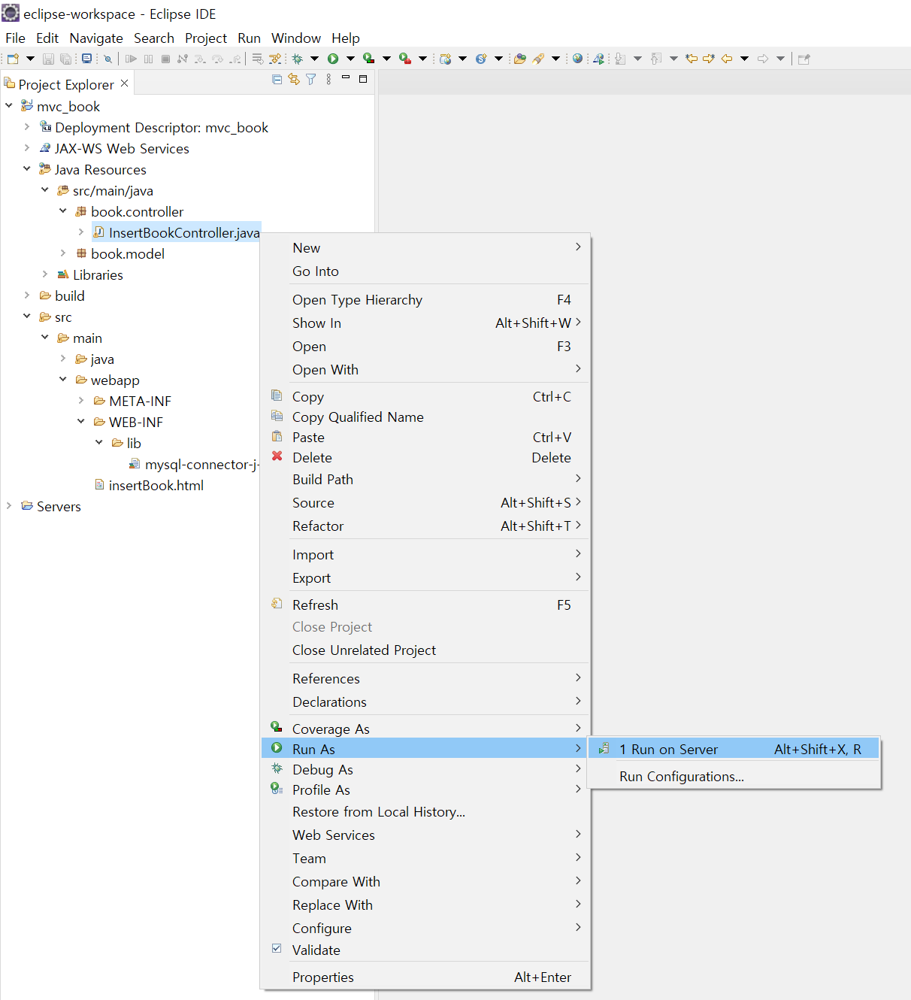 eclipse-workspace - Eclipse IDE
File Edit Navigate Search Project Run Window Help
Project Explorer
mvc_book
Deployment Descriptor: mvc_book
JAX-WS Web Services
Java Resources
src/main/java
book.controller
InsertBookController.java
book.model
Libraries
build
src
main
java
webapp
META-INF
WEB-INF
lib
mysql-connector-j-
insertBook.html
Servers
New
Go Into
Open Type Hierarchy F4
Show In Alt+Shift+W
Open F3
Open With
Copy Ctrl+C
Copy Qualified Name
Paste Ctrl+V
Delete Delete
Build Path
Source Alt+Shift+S
Refactor Alt+Shift+T
Import
Export
Refresh F5
Close Project
Close Unrelated Project
References
Declarations
Coverage As
Run As
Debug As
Profile As
Restore from Local History...
Web Services
Team
Compare With
Replace With
Configure
Validate
Properties Alt+Enter
1 Run on Server Alt+Shift+X, R
Run Configurations...